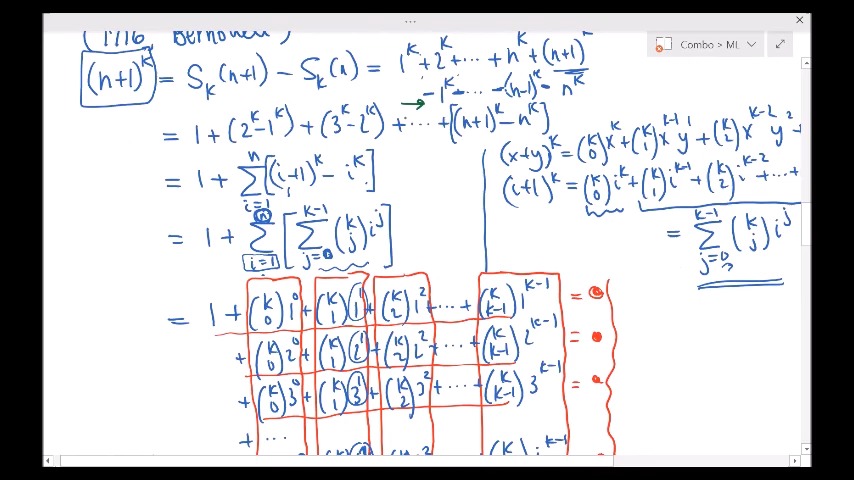 Combo > ML
(1716, Bernoulli)
(n+1)^k = S_k(n+1) - S_k(n) = 1^k + 2^k + ··· + n^k + (n+1)^k
- 1^k - ··· - (n-1)^k - n^k
= 1 + (2^k - 1^k) + (3^k - 2^k) + ··· + [(n+1)^k - n^k]
= 1 + Σ_{i=1}^{n} [(i+1)^k - i^k]
= 1 + Σ_{i=1}^{n} [ Σ_{j=0}^{k-1} (k j) i^j ]
(x+y)^k = (k 0) x^k + (k 1) x^{k-1} y^1 + (k 2) x^{k-2} y^2 +
(i+1)^k = (k 0) i^k + (k 1) i^{k-1} + (k 2) i^{k-2} + ··· +
= Σ_{j=0}^{k-1} (k j) i^j
= 1 + (k 0) 1^0 + (k 1) 1^1 + (k 2) 1^2 + ··· + (k k-1) 1^{k-1} =
+ (k 0) 2^0 + (k 1) 2^1 + (k 2) 2^2 + ··· + (k k-1) 2^{k-1} =
+ (k 0) 3^0 + (k 1) 3^1 + (k 2) 3^2 + ··· + (k k-1) 3^{k-1} =
+ ···